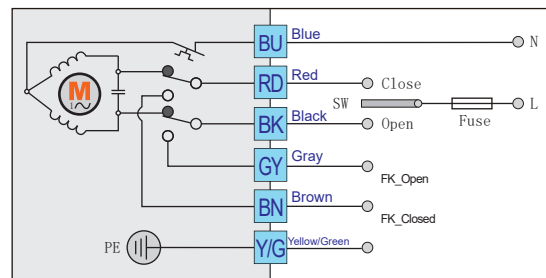 BU Blue N
RD Red Close
SW Fuse L
BK Black Open
M
1
GY Gray FK_Open
BN Brown FK_Closed
PE Y/G Yellow/Green